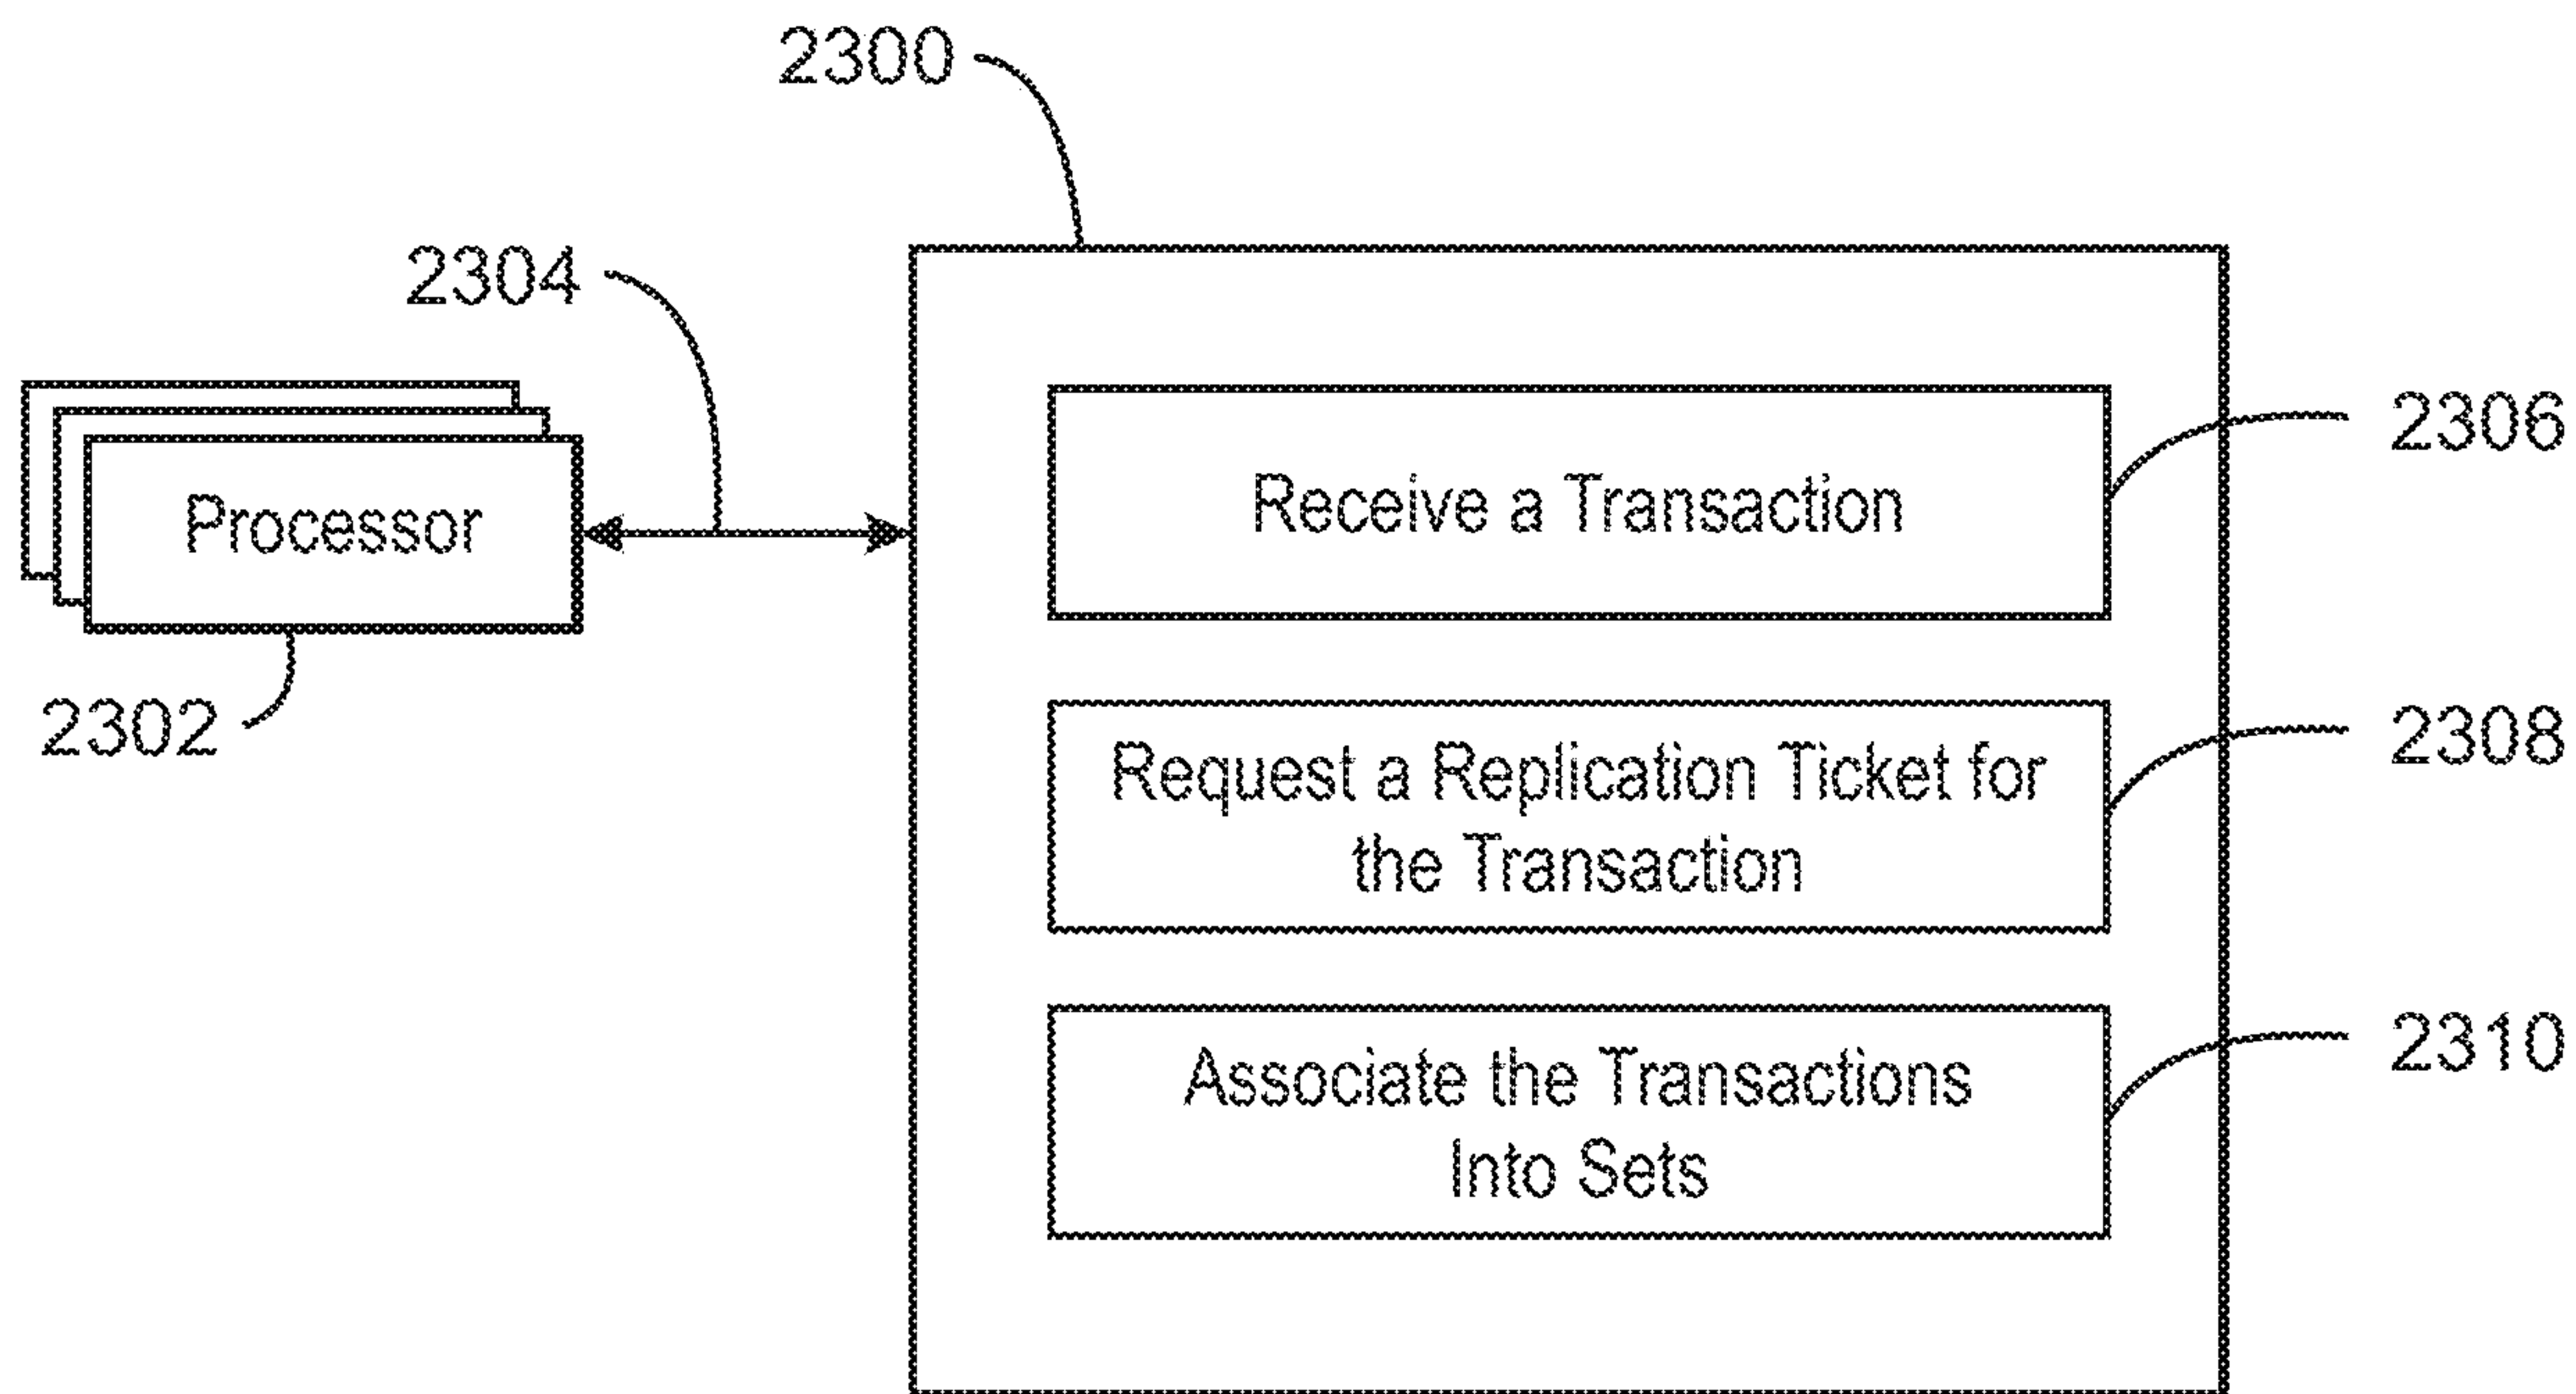 2300
2304
Processor
2302
Receive a Transaction
2306
Request a Replication Ticket for
the Transaction
2308
Associate the Transactions
Into Sets
2310